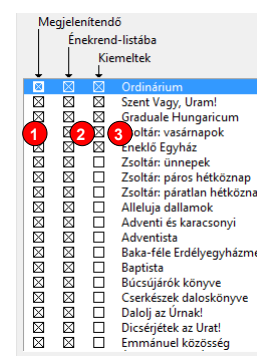 Megjelenítendő
Énekrend-listába
Kiemeltek
Ordinárium
Szent Vagy, Uram!
Graduale Hungaricum
1 2 3 Zsoltár: vasárnapok
Éneklő Egyház
Zsoltár: ünnepek
Zsoltár: páros hétköznap
Zsoltár: páratlan hétközna
Alleluja dallamok
Adventi és karacsonyi
Adventista
Baka-féle Erdélyegyházme
Baptista
Búcsújárók könyve
Cserkészek daloskönyve
Dalolj az Úrnak!
Dicsérjétek az Urat!
Emmánuel közösség